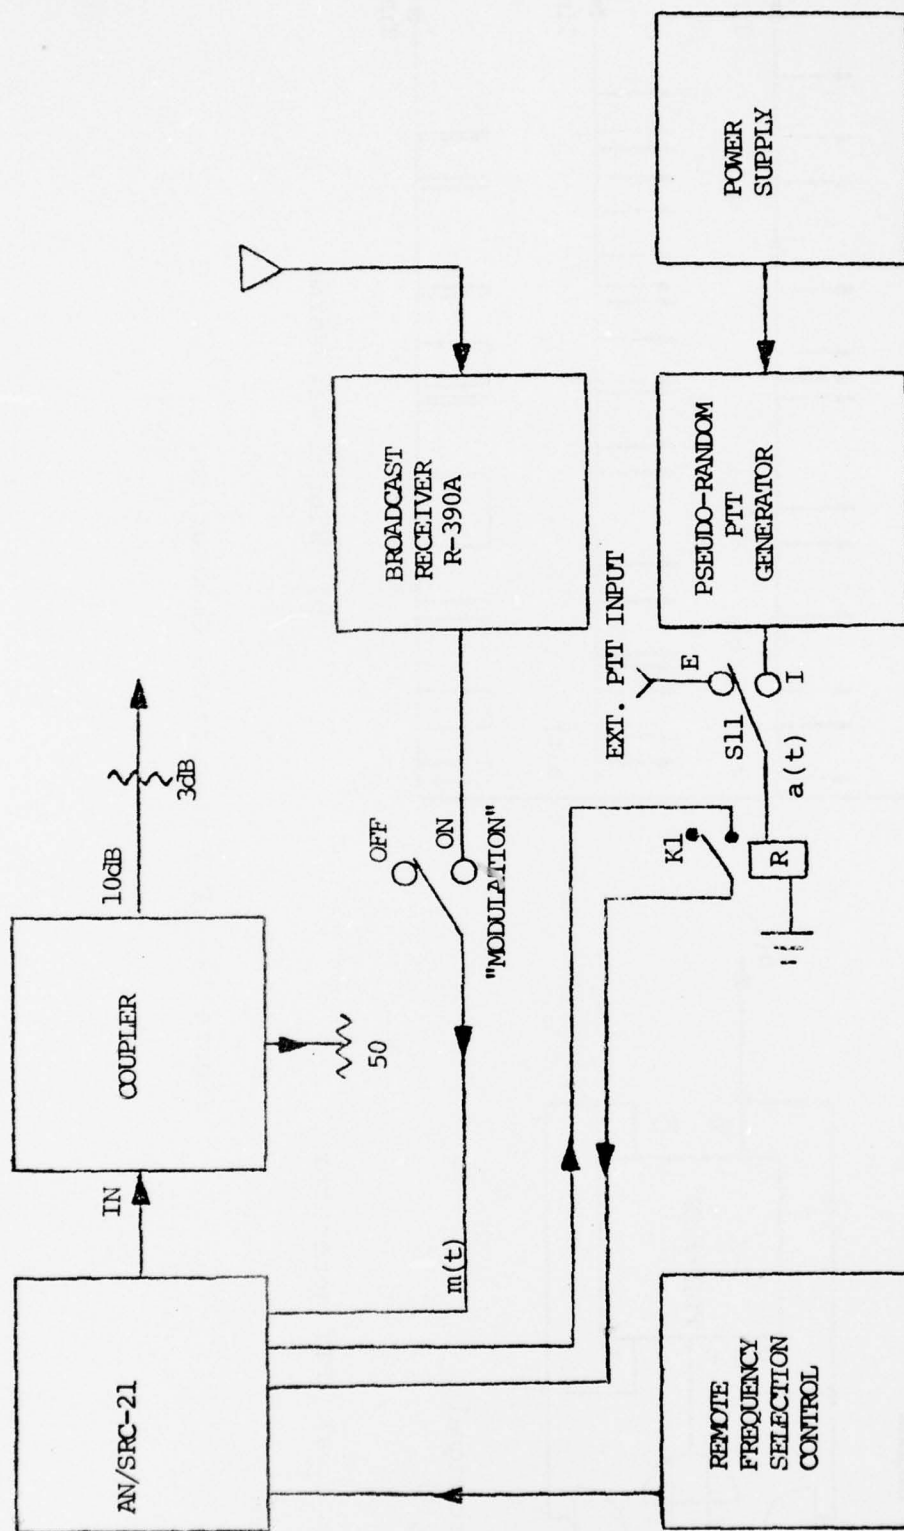 AN/SRC-21
IN
COUPLER
10dB
3dB
50
m(t)
OFF
ON
"MODULATION"
BROADCAST
RECEIVER
R-390A
REMOTE
FREQUENCY
SELECTION
CONTROL
K1
R
a(t)
S11
EXT. PTT INPUT
E
I
PSEUDO-RANDOM
PTT
GENERATOR
POWER
SUPPLY